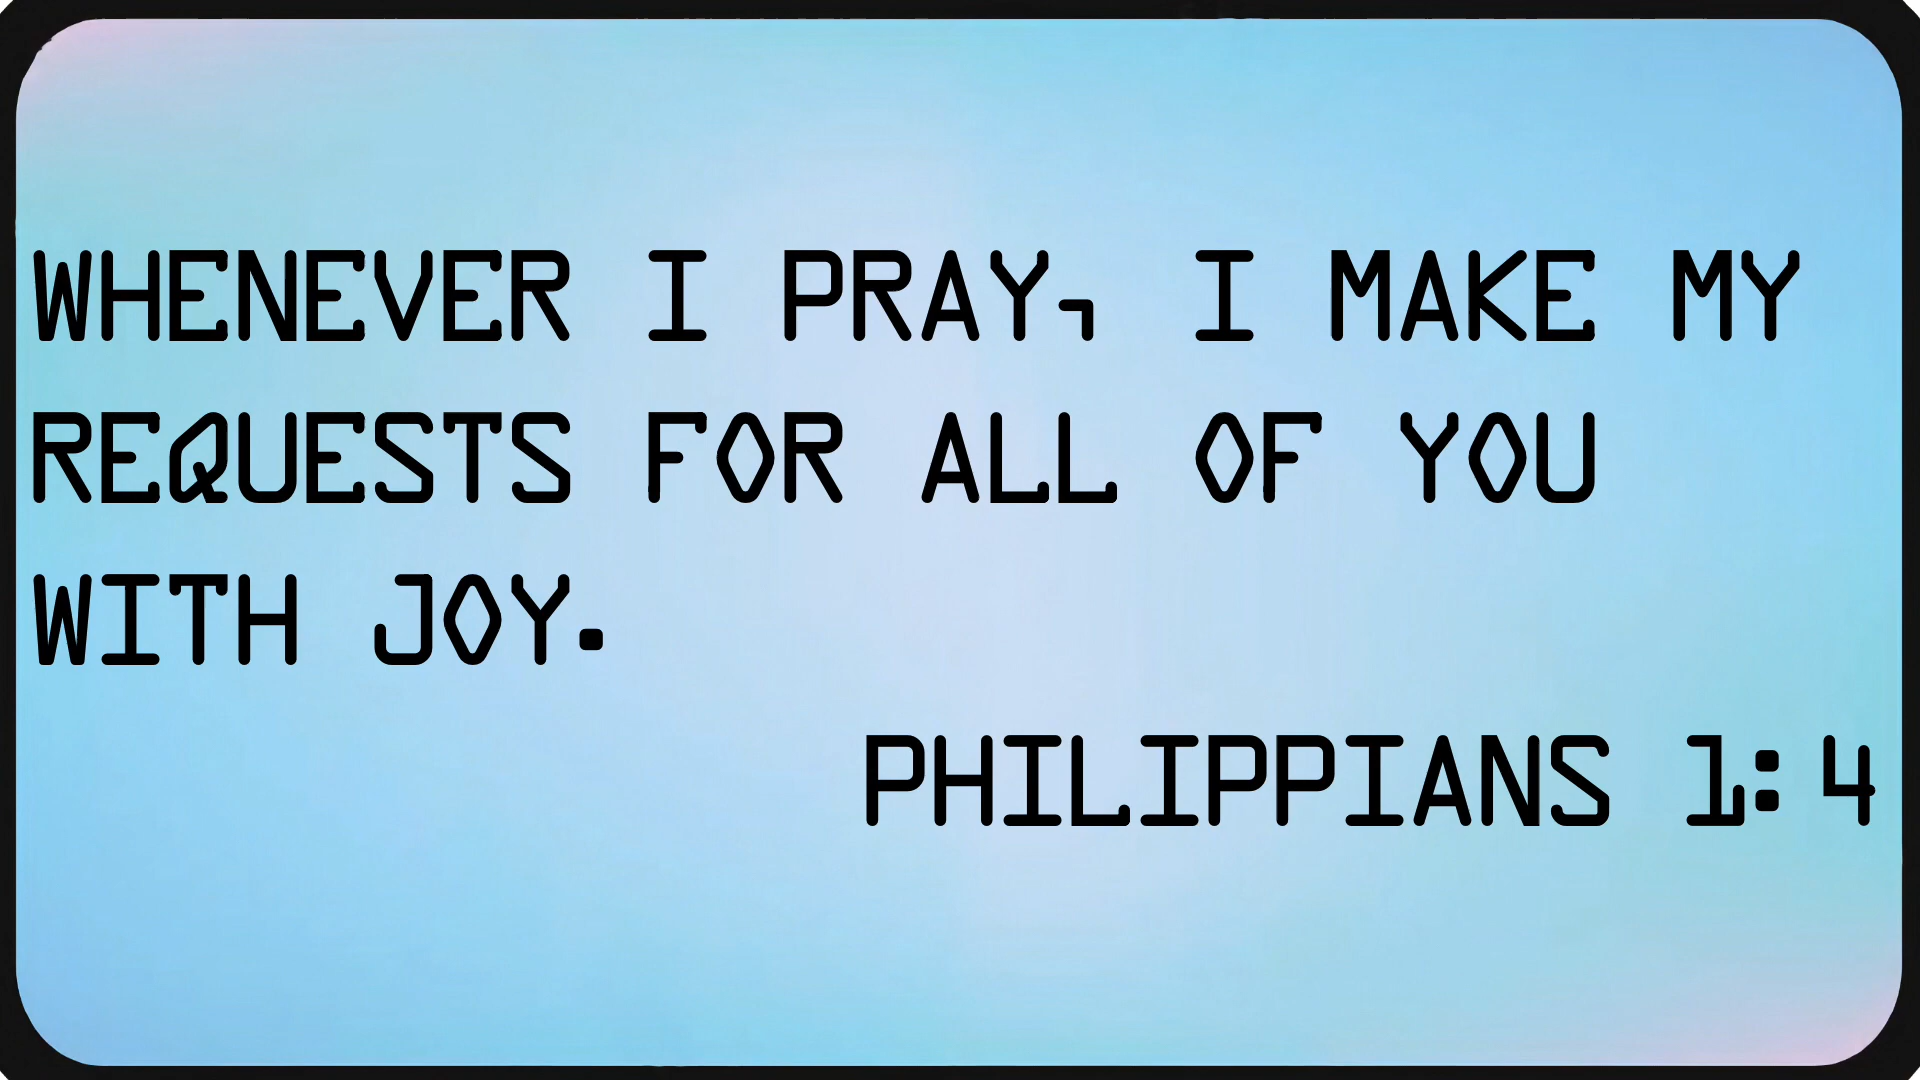 WHENEVER I PRAY, I MAKE MY
REQUESTS FOR ALL OF YOU
WITH JOY.
PHILIPPIANS 1:4